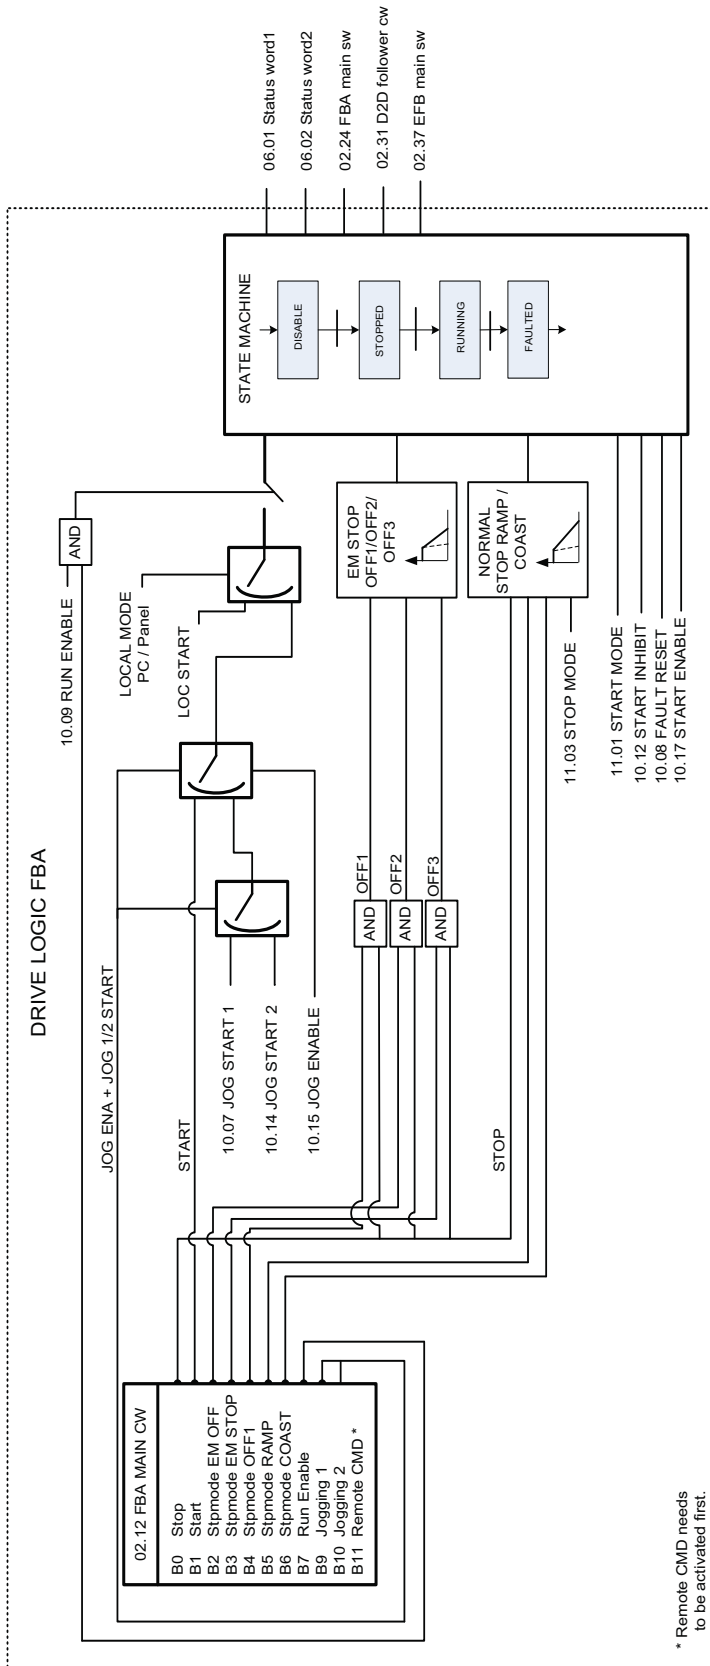 DRIVE LOGIC FBA
02.12 FBA MAIN CW
B0 Stop
B1 Start
B2 Stpmode EM OFF
B3 Stpmode EM STOP
B4 Stpmode OFF1
B5 Stpmode RAMP
B6 Stpmode COAST
B7 Run Enable
B9 Jogging 1
B10 Jogging 2
B11 Remote CMD *
* Remote CMD needs
to be activated first.
JOG ENA + JOG 1/2 START
START
10.07 JOG START 1
10.14 JOG START 2
10.15 JOG ENABLE
STOP
AND
OFF1
AND
OFF2
AND
OFF3
10.09 RUN ENABLE
AND
LOCAL MODE
PC / Panel
LOC START
EM STOP
OFF1/OFF2/
OFF3
NORMAL
STOP RAMP /
COAST
11.03 STOP MODE
11.01 START MODE
10.12 START INHIBIT
10.08 FAULT RESET
10.17 START ENABLE
STATE MACHINE
DISABLE
STOPPED
RUNNING
FAULTED
06.01 Status word1
06.02 Status word2
02.24 FBA main sw
02.31 D2D follower cw
02.37 EFB main sw